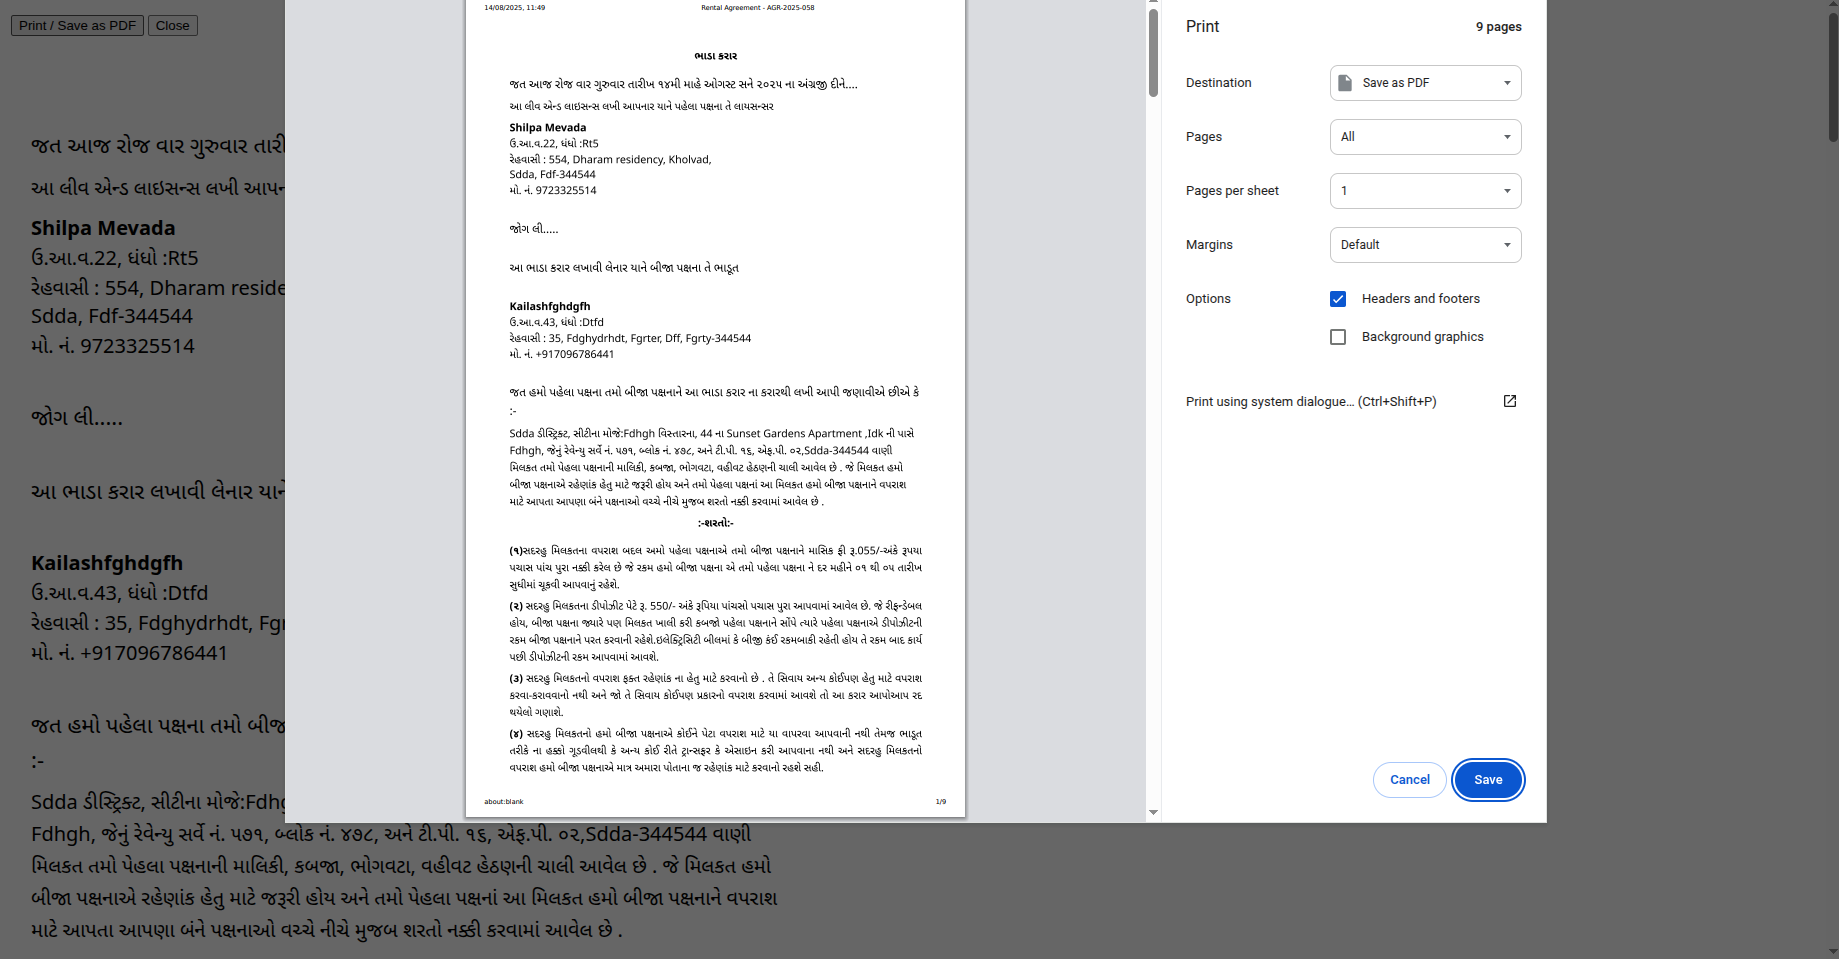 Print / Save as PDF
Close
જત આજ રોજ વાર ગુરુવાર તારી
આ લીવ એન્ડ લાઇસન્સ લખી આપન
Shilpa Mevada
ઉ.આ.વ.22, ધંધો :Rt5
રેહવાસી : 554, Dharam reside
Sdda, Fdf-344544
મો. નં. 9723325514
જોગ લી.....
આ ભાડા કરાર લખાવી લેનાર યાને
Kailashfghdgfh
ઉ.આ.વ.43, ધંધો :Dtfd
રેહવાસી : 35, Fdghydrhdt, Fgr
મો. નં. +917096786441
જત હમો પહેલા પક્ષના તમો બીજ
:-
Sdda ડીસ્ટ્રિક્ટ, સીટીના મોજે:Fdhg
Fdhgh, જેનું રેવેન્યુ સર્વે નં. ૫૭૧, બ્લોક નં. ૪૭૮, અને ટી.પી. ૧૬, એફ.પી. ૦૨,Sdda-344544 વાણી
મિલકત તમો પેહલા પક્ષનાની માલિકી, કબજા, ભોગવટા, વહીવટ હેઠણની ચાલી આવેલ છે . જે મિલકત હમો
બીજા પક્ષનાએ રહેણાંક હેતુ માટે જરૂરી હોય અને તમો પેહલા પક્ષનાં આ મિલકત હમો બીજા પક્ષનાને વપરાશ
માટે આપતા આપણા બંને પક્ષનાઓ વચ્ચે નીચે મુજબ શરતો નક્કી કરવામાં આવેલ છે .
14/08/2025, 11:49
Rental Agreement - AGR-2025-058
ભાડા કરાર
જત આજ રોજ વાર ગુરુવાર તારીખ ૧૪મી માહે ઓગસ્ટ સને ૨૦૨૫ ના અંગ્રજી દીને....
આ લીવ એન્ડ લાઇસન્સ લખી આપનાર યાને પહેલા પક્ષના તે લાયસન્સર
Shilpa Mevada
ઉ.આ.વ.22, ધંધો :Rt5
રેહવાસી : 554, Dharam residency, Kholvad,
Sdda, Fdf-344544
મો. નં. 9723325514
જોગ લી.....
આ ભાડા કરાર લખાવી લેનાર યાને બીજા પક્ષના તે ભાડૂત
Kailashfghdgfh
ઉ.આ.વ.43, ધંધો :Dtfd
રેહવાસી : 35, Fdghydrhdt, Fgrter, Dff, Fgrty-344544
મો. નં. +917096786441
જત હમો પહેલા પક્ષના તમો બીજા પક્ષનાને આ ભાડા કરાર ના કરારથી લખી આપી જણાવીએ છીએ કે
:-
Sdda ડીસ્ટ્રિક્ટ, સીટીના મોજે:Fdhgh વિસ્તારના, 44 ના Sunset Gardens Apartment ,Idk ની પાસે
Fdhgh, જેનું રેવેન્યુ સર્વે નં. ૫૭૧, બ્લોક નં. ૪૭૮, અને ટી.પી. ૧૬, એફ.પી. ૦૨,Sdda-344544 વાણી
મિલકત તમો પેહલા પક્ષનાની માલિકી, કબજા, ભોગવટા, વહીવટ હેઠણની ચાલી આવેલ છે . જે મિલકત હમો
બીજા પક્ષનાએ રહેણાંક હેતુ માટે જરૂરી હોય અને તમો પેહલા પક્ષનાં આ મિલકત હમો બીજા પક્ષનાને વપરાશ
માટે આપતા આપણા બંને પક્ષનાઓ વચ્ચે નીચે મુજબ શરતો નક્કી કરવામાં આવેલ છે .
:-શરતો:-
(૧)સદરહુ મિલકતના વપરાશ બદલ અમો પહેલા પક્ષનાએ તમો બીજા પક્ષનાને માસિક ફી રૂ.055/-અંકે રૂપયા
પચાસ પાંચ પુરા નક્કી કરેલ છે જે રકમ હમો બીજા પક્ષના એ તમો પહેલા પક્ષના ને દર મહીને ૦૧ થી ૦૫ તારીખ
સુધીમાં ચૂકવી આપવાનું રહેશે.
(૨) સદરહુ મિલકતના ડીપોઝીટ પેટે રૂ. 550/- અંકે રૂપિયા પાંચસો પચાસ પુરા આપવામાં આવેલ છે. જે રીફન્ડેબલ
હોય, બીજા પક્ષના જ્યારે પણ મિલકત ખાલી કરી કબજો પહેલા પક્ષનાને સોંપે ત્યારે પહેલા પક્ષનાએ ડીપોઝીટની
રકમ બીજા પક્ષનાને પરત કરવાની રહેશે.ઇલેક્ટ્રિસિટી બીલમાં કે બીજી કંઈ રકમબાકી રહેતી હોય તે રકમ બાદ કાર્ય
પછી ડીપોઝીટની રકમ આપવામાં આવશે.
(3) સદરહુ મિલકતનો વપરાશ ફક્ત રહેણાંક ના હેતુ માટે કરવાનો છે . તે સિવાય અન્ય કોઈપણ હેતુ માટે વપરાશ
કરવા-કરાવવાનો નથી અને જો તે સિવાય કોઈપણ પ્રકારનો વપરાશ કરવામાં આવશે તો આ કરાર આપોઆપ રદ
થયેલો ગણાશે.
(૪) સદરહુ મિલકતનો હમો બીજા પક્ષનાએ કોઈને પેટા વપરાશ માટે યા વાપરવા આપવાની નથી તેમજ ભાડૂત
તરીકે ના હક્કો ગૂડવીલથી કે અન્ય કોઈ રીતે ટ્રાન્સફર કે એસાઇન કરી આપવાના નથી અને સદરહુ મિલકતનો
વપરાશ હમો બીજા પક્ષનાએ માત્ર અમારા પોતાના જ રહેણાંક માટે કરવાનો રહશે સહી.
about:blank
1/9
Print
9 pages
Destination
Save as PDF
Pages
All
Pages per sheet
1
Margins
Default
Options
Headers and footers
Background graphics
Print using system dialogue... (Ctrl+Shift+P)
Cancel
Save